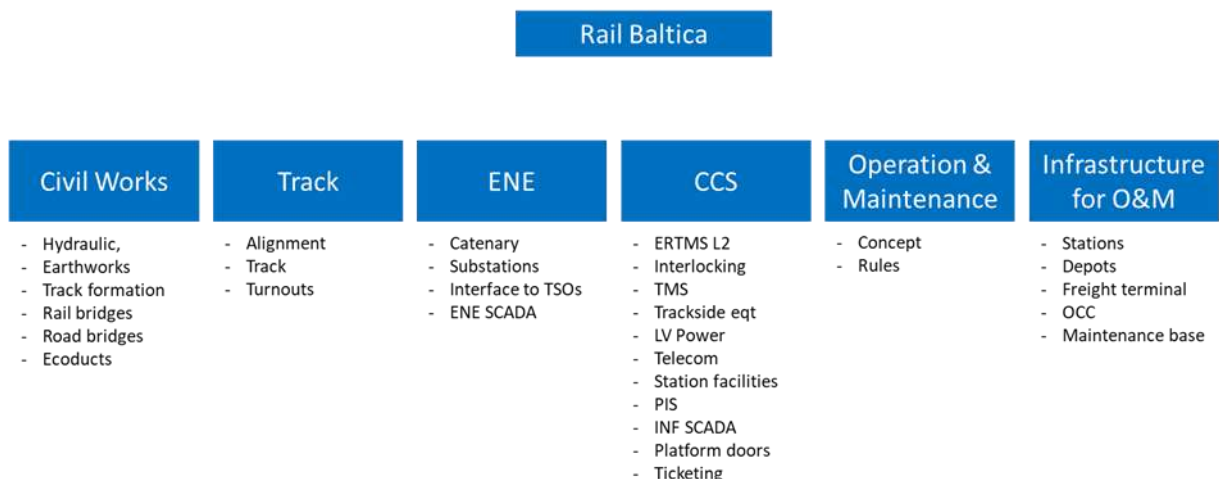 Rail Baltica
Civil Works
- Hydraulic,
- Earthworks
- Track formation
- Rail bridges
- Road bridges
- Ecoducts
Track
- Alignment
- Track
- Turnouts
ENE
- Catenary
- Substations
- Interface to TSOs
- ENE SCADA
CCS
- ERTMS L2
- Interlocking
- TMS
- Trackside eqt
- LV Power
- Telecom
- Station facilities
- PIS
- INF SCADA
- Platform doors
- Ticketing
Operation &
Maintenance
- Concept
- Rules
Infrastructure
for O&M
- Stations
- Depots
- Freight terminal
- OCC
- Maintenance base